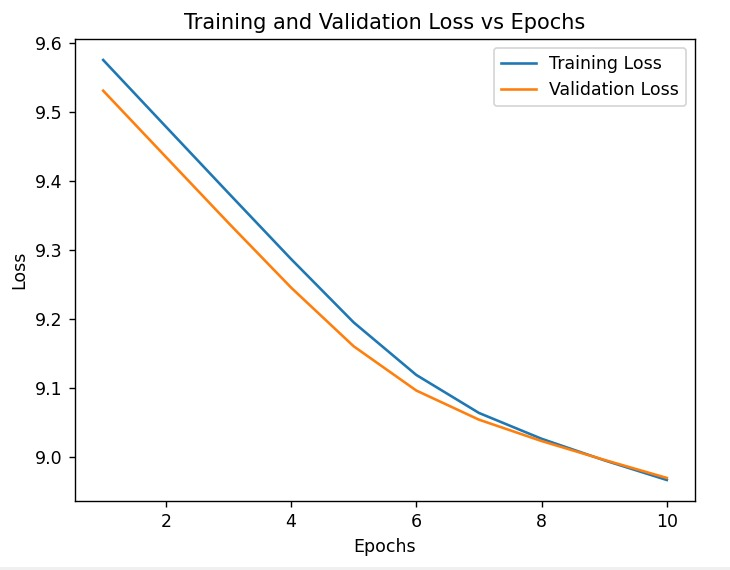 Training and Validation Loss vs Epochs
Training Loss
Validation Loss
9.6
9.5
9.4
9.3
9.2
9.1
9.0
Loss
2
4
6
8
10
Epochs